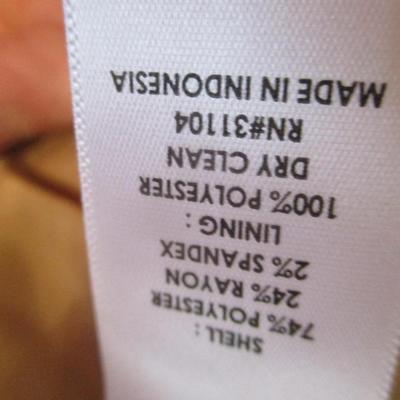 SHELL :
74% POLYESTER
24% RAYON
2% SPANDEX
LINING :
100% POLYESTER
DRY CLEAN
RN#31104
MADE IN INDONESIA